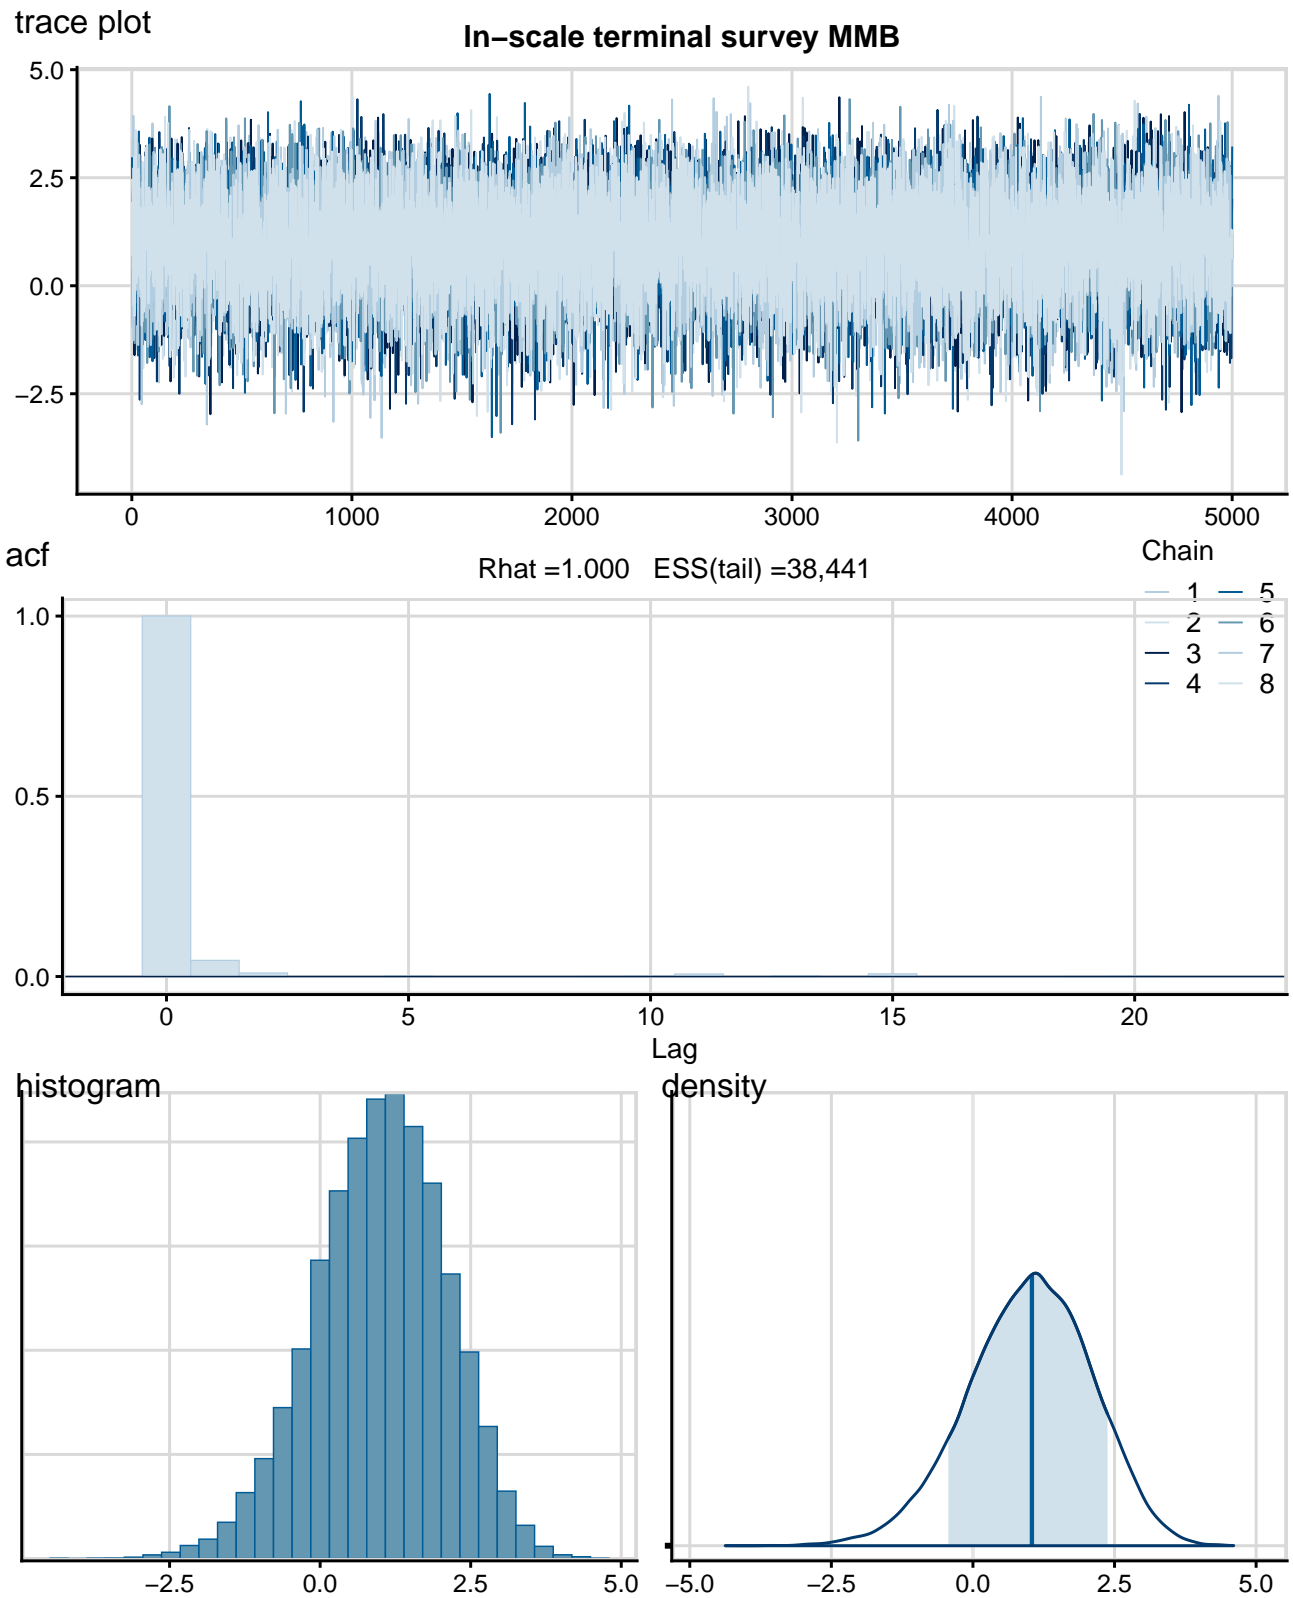 trace plot
ln−scale terminal survey MMB
5.0
2.5
0.0
−2.5
0 1000 2000 3000 4000 5000
acf
Rhat =1.000 ESS(tail) =38,441
Chain
1 5
2 6
3 7
4 8
1.0
0.5
0.0
0 5 10 15 20
Lag
histogram
density
−2.5 0.0 2.5 5.0
−5.0 −2.5 0.0 2.5 5.0